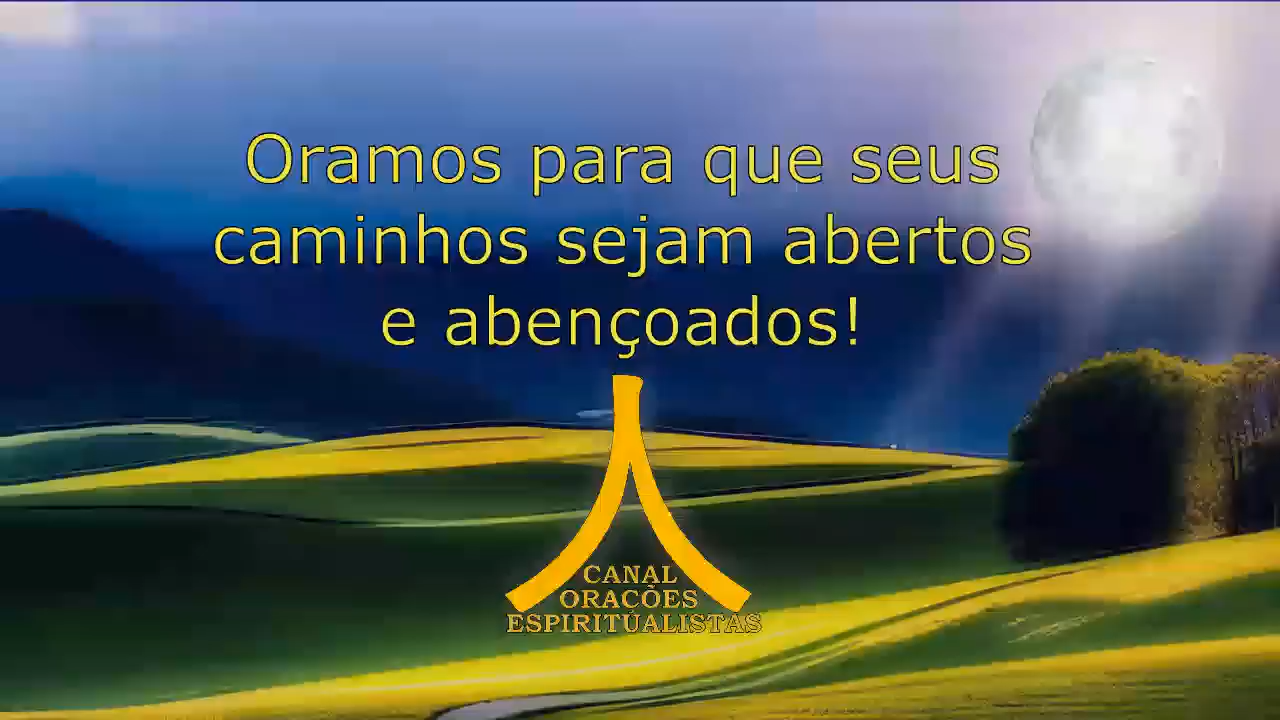 Oramos para que seus
caminhos sejam abertos
e abençoados!
CANAL
ORAÇÕES
ESPIRITUALISTAS